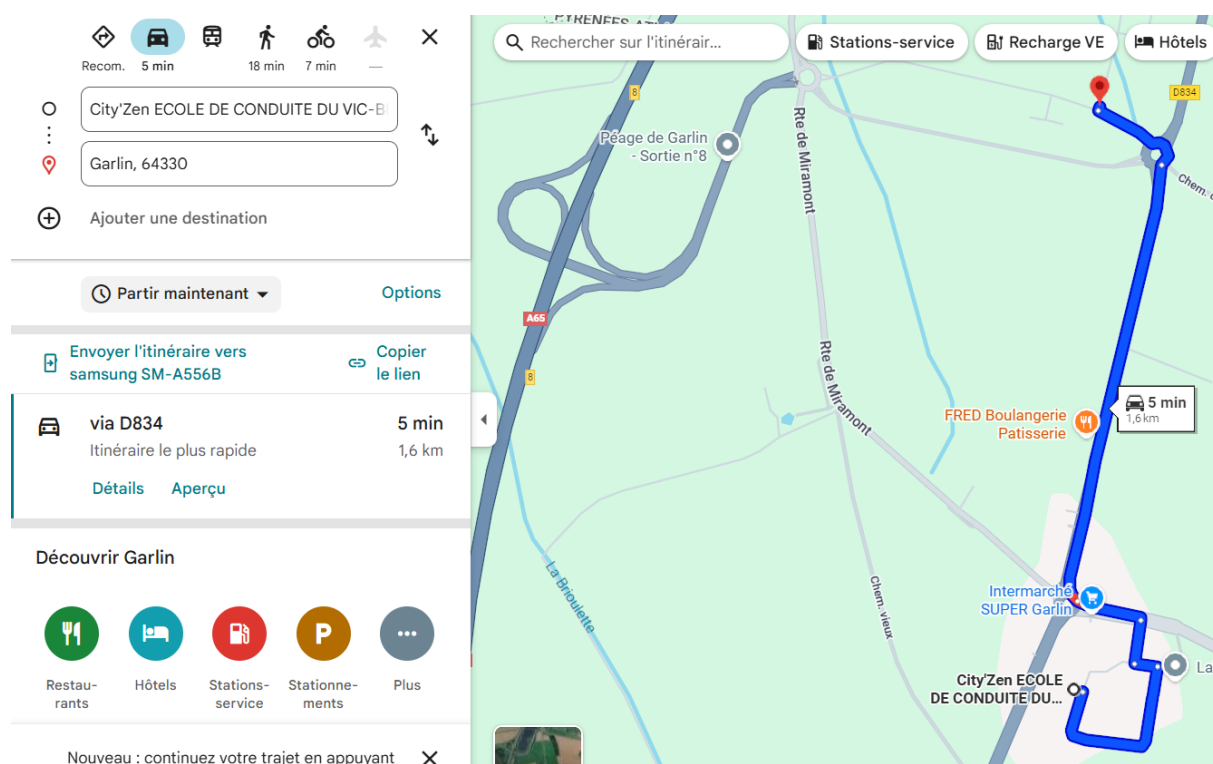 Recom.
5 min
18 min
7 min
—
City'Zen ECOLE DE CONDUITE DU VIC-B
Garlin, 64330
Ajouter une destination
Partir maintenant
Options
Envoyer l'itinéraire vers
samsung SM-A556B
Copier
le lien
via D834
5 min
Itinéraire le plus rapide
1,6 km
Détails
Aperçu
Découvrir Garlin
P
Restau-
rants
Hôtels
Stations-
service
Stationne-
ments
Plus
Nouveau : continuez votre trajet en appuyant
Rechercher sur l'itinérair...
Stations-service
Recharge VE
Hôtels
8
D834
Péage de Garlin
- Sortie n°8
Rte de Miramont
Chem.
A65
8
Rte de Miramont
FRED Boulangerie
Patisserie
5 min
1,6 km
La Brioulette
Chem. vieux
Intermarché
SUPER Garlin
La
City'Zen ECOLE
DE CONDUITE DU...